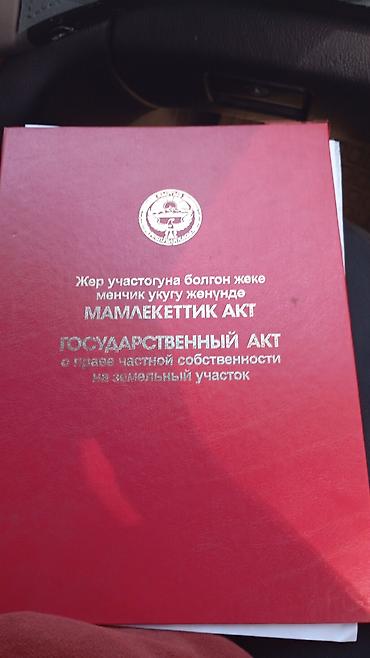 Жер участогуна болгон жеке
менчик укугу жөнүндө
МАМЛЕКЕТТИК АКТ
ГОСУДАРСТВЕННЫЙ АКТ
о праве частной собственности
на земельный участок